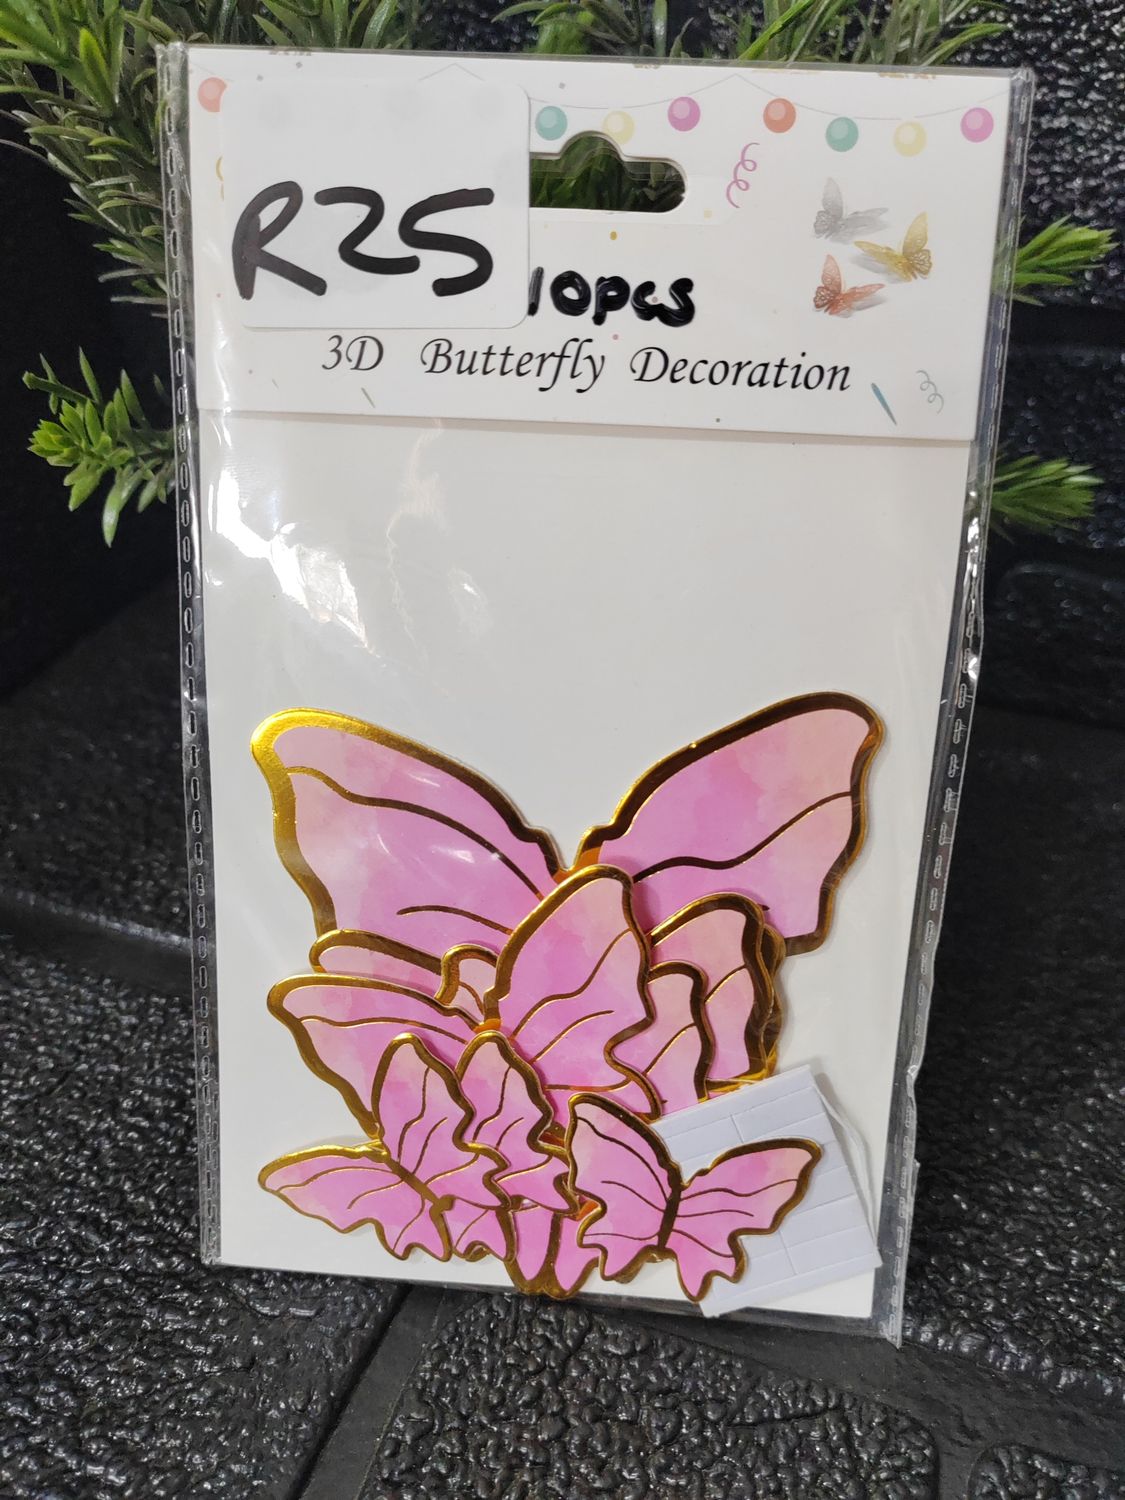 R25
10pcs
3D Butterfly Decoration